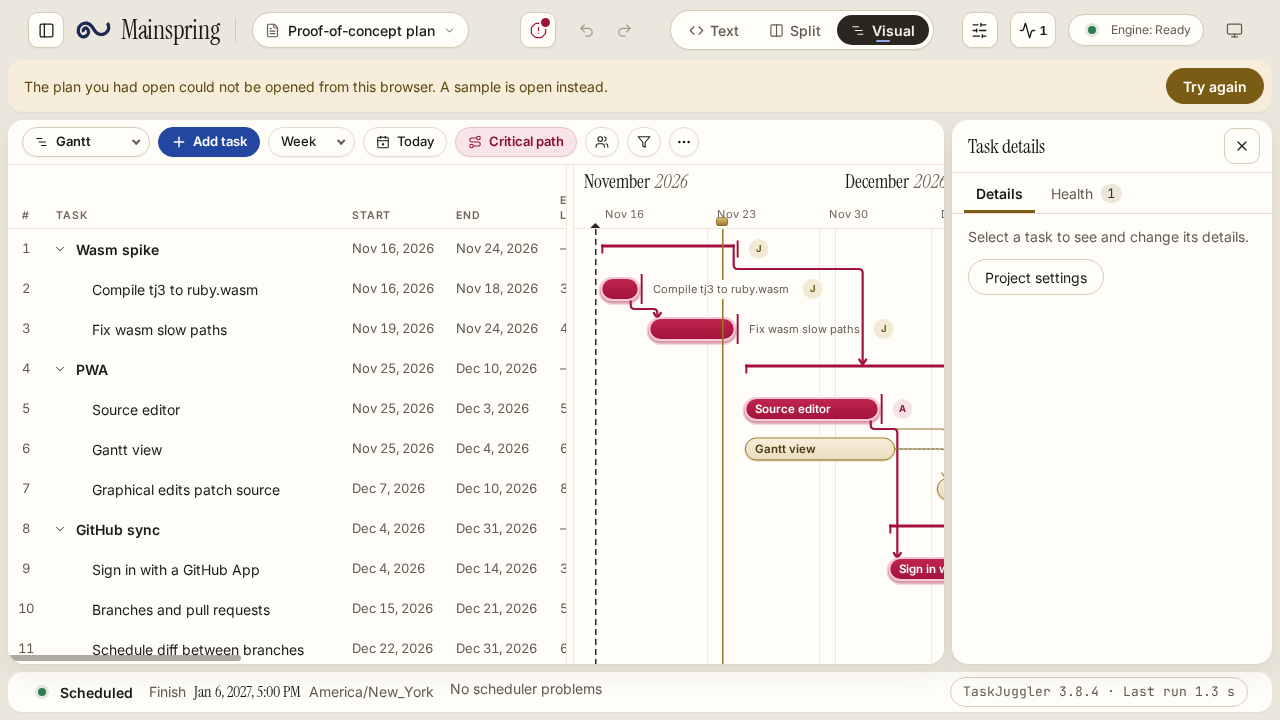 Mainspring
Proof-of-concept plan
Text
Split
Visual
1
Engine: Ready
The plan you had open could not be opened from this browser. A sample is open instead.
Try again
Gantt
Add task
Week
Today
Critical path
Task details
Details
Health 1
Select a task to see and change its details.
Project settings
November 2026
December 2026
Nov 16
Nov 23
Nov 30
# TASK START END
1 Wasm spike Nov 16, 2026 Nov 24, 2026 –
2 Compile tj3 to ruby.wasm Nov 16, 2026 Nov 18, 2026 3
3 Fix wasm slow paths Nov 19, 2026 Nov 24, 2026 4
4 PWA Nov 25, 2026 Dec 10, 2026 –
5 Source editor Nov 25, 2026 Dec 3, 2026 5
6 Gantt view Nov 25, 2026 Dec 4, 2026 6
7 Graphical edits patch source Dec 7, 2026 Dec 10, 2026 8
8 GitHub sync Dec 4, 2026 Dec 31, 2026 –
9 Sign in with a GitHub App Dec 4, 2026 Dec 14, 2026 3
10 Branches and pull requests Dec 15, 2026 Dec 21, 2026 5
11 Schedule diff between branches Dec 22, 2026 Dec 30, 2026 6
J
Compile tj3 to ruby.wasm J
Fix wasm slow paths J
Source editor A
Gantt view
Sign in w
Scheduled
Finish Jan 6, 2027, 5:00 PM America/New_York
No scheduler problems
TaskJuggler 3.8.4 · Last run 1.3 s